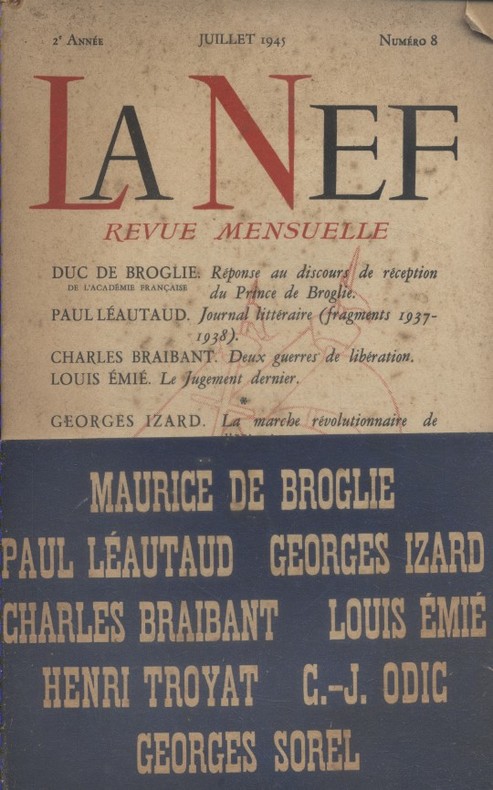 2e Année JUILLET 1945 Numéro 8
LA NEF
REVUE MENSUELLE
DUC DE BROGLIE. Réponse au discours de réception
DE L'ACADÉMIE FRANÇAISE du Prince de Broglie.
PAUL LÉAUTAUD. Journal littéraire (fragments 1937-
1938).
CHARLES BRAIBANT. Deux guerres de libération.
LOUIS ÉMIÉ. Le Jugement dernier.
*
GEORGES IZARD. La marche révolutionnaire de
MAURICE DE BROGLIE
PAUL LÉAUTAUD GEORGES IZARD
CHARLES BRAIBANT LOUIS ÉMIÉ
HENRI TROYAT C.-J. ODIC
GEORGES SOREL